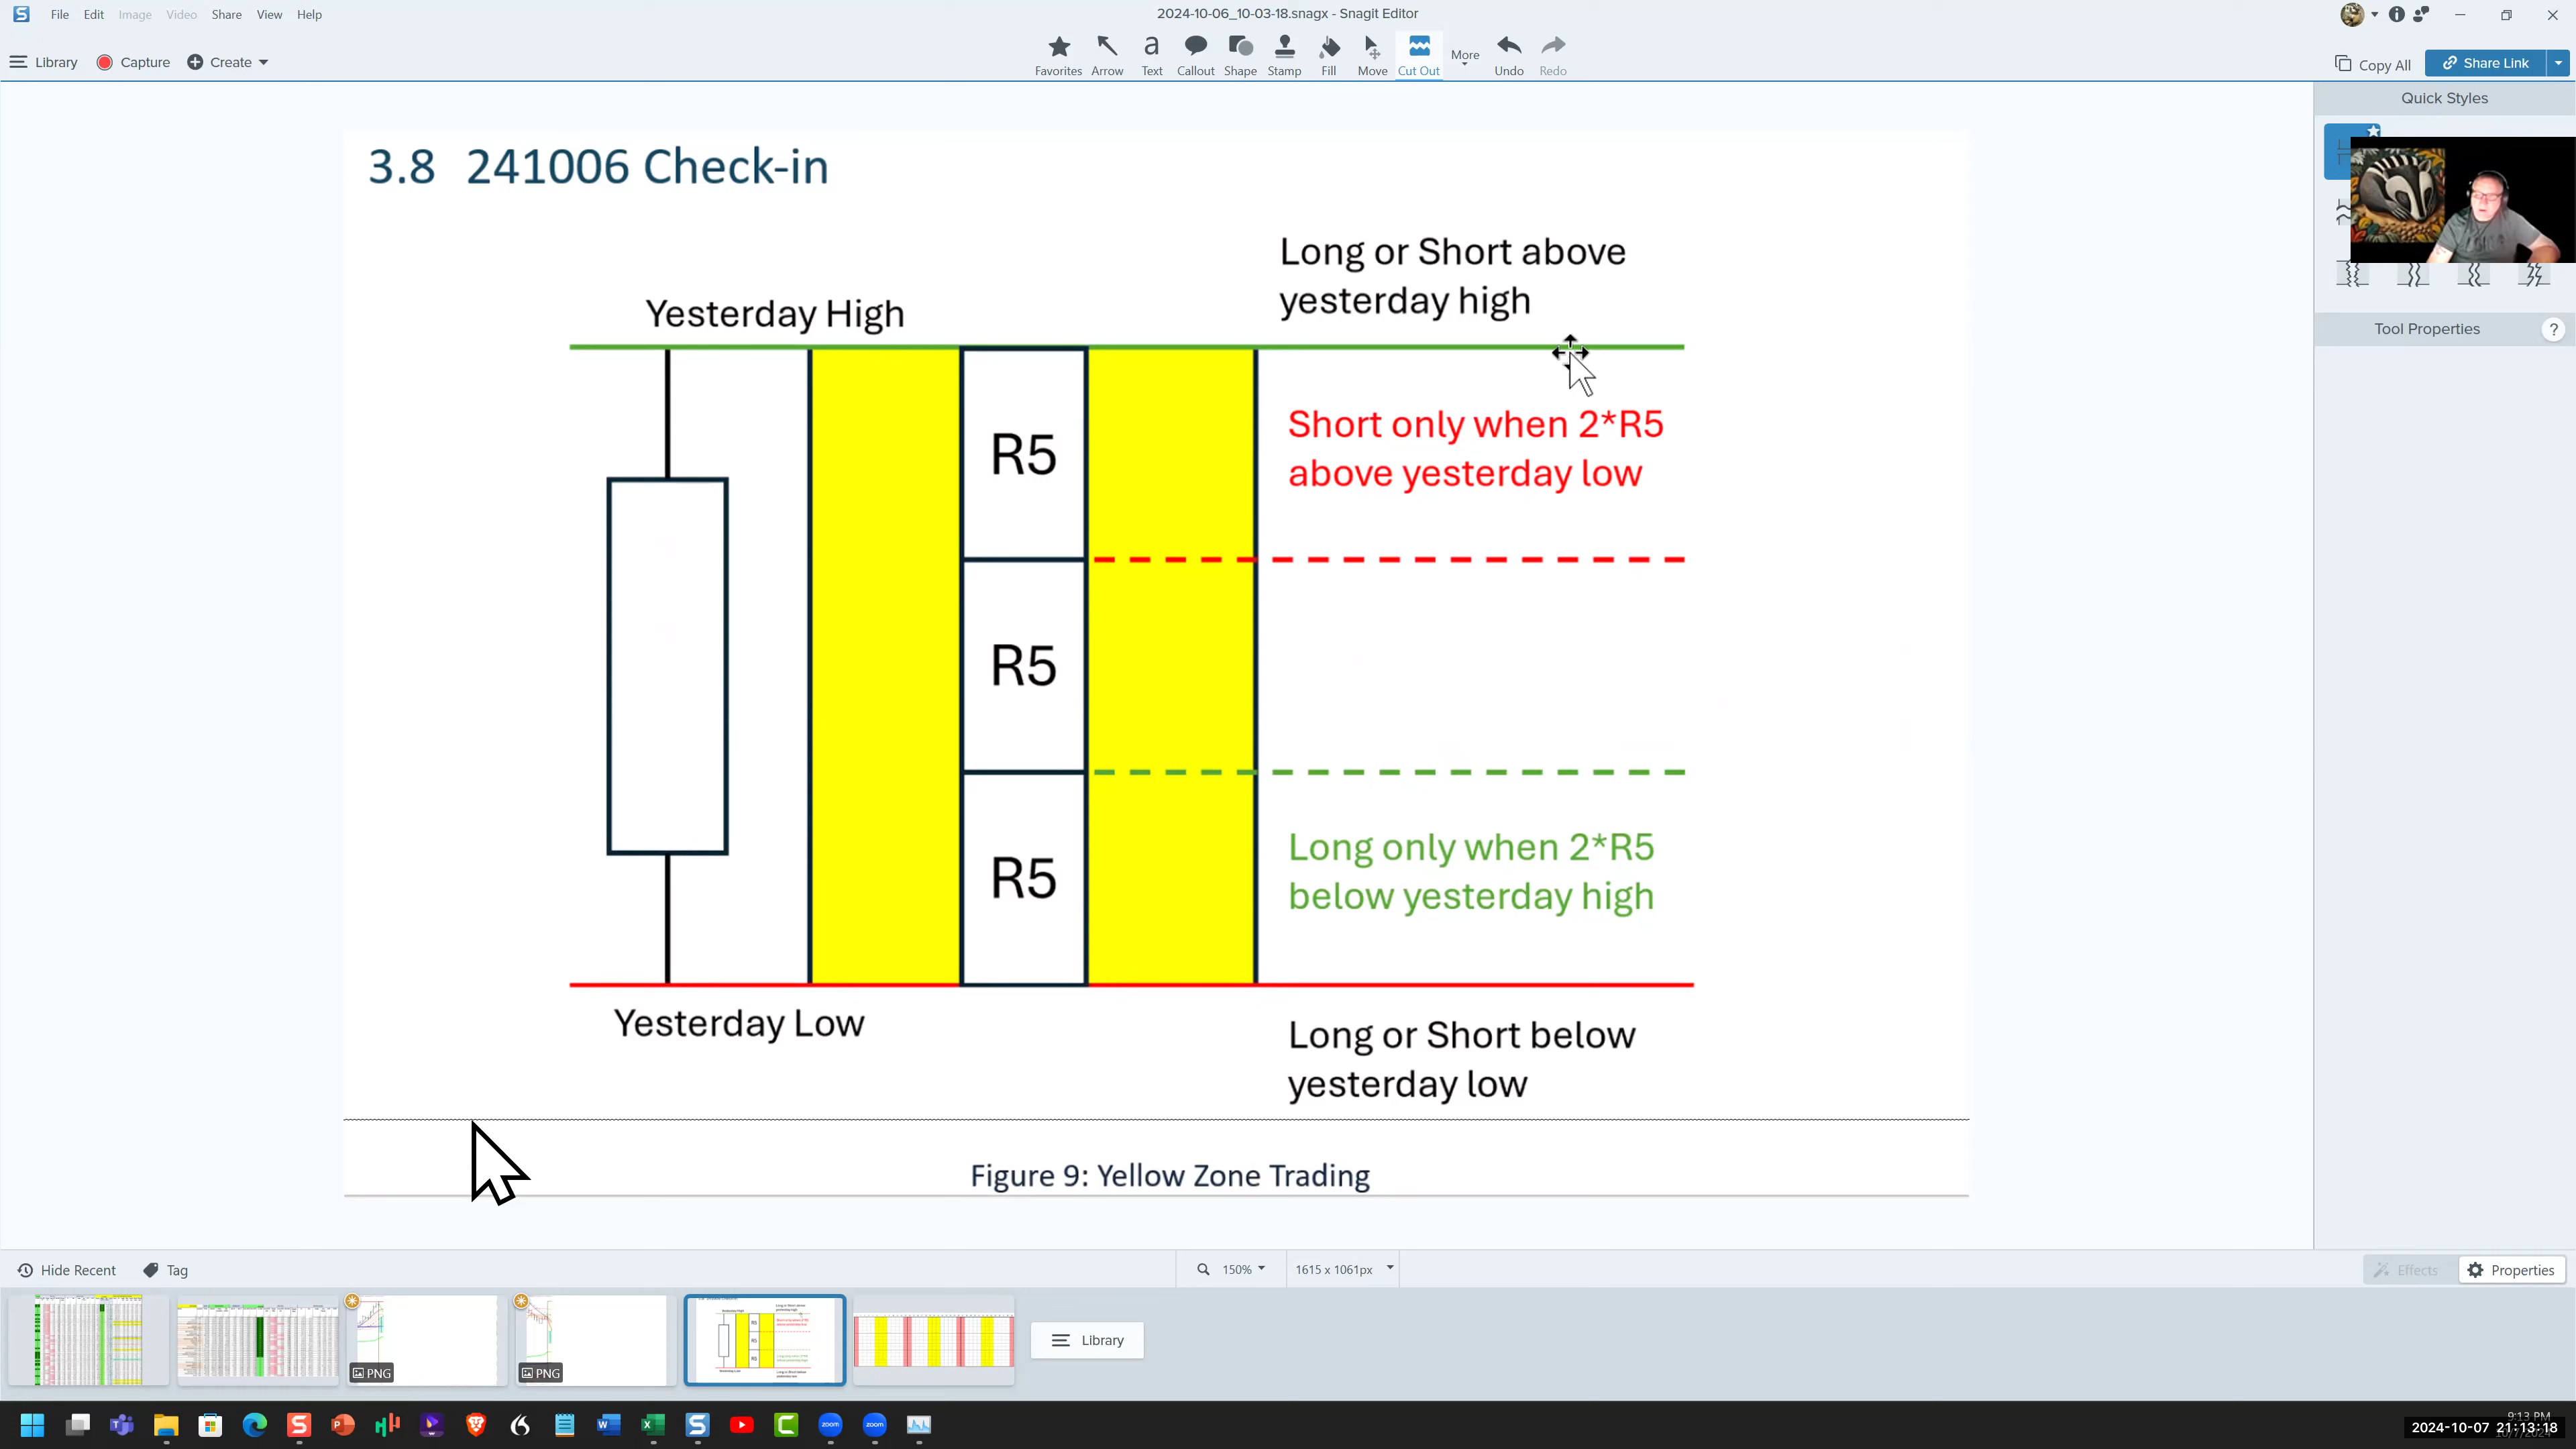 2024-10-06_10-03-18.snagx - Snagit Editor
File Edit Image Video Share View Help
Library Capture Create
Favorites Arrow Text Callout Shape Stamp Fill Move Cut Out More Undo Redo
Copy All Share Link
Quick Styles
Tool Properties ?
3.8 241006 Check-in
Long or Short above
yesterday high
Yesterday High
Short only when 2*R5
above yesterday low
R5
R5
R5
Long only when 2*R5
below yesterday high
Yesterday Low
Long or Short below
yesterday low
Figure 9: Yellow Zone Trading
Hide Recent Tag
150% 1615 x 1061px
Effects Properties
PNG
PNG
Library
9:13 PM
2024-10-07 21:13:18